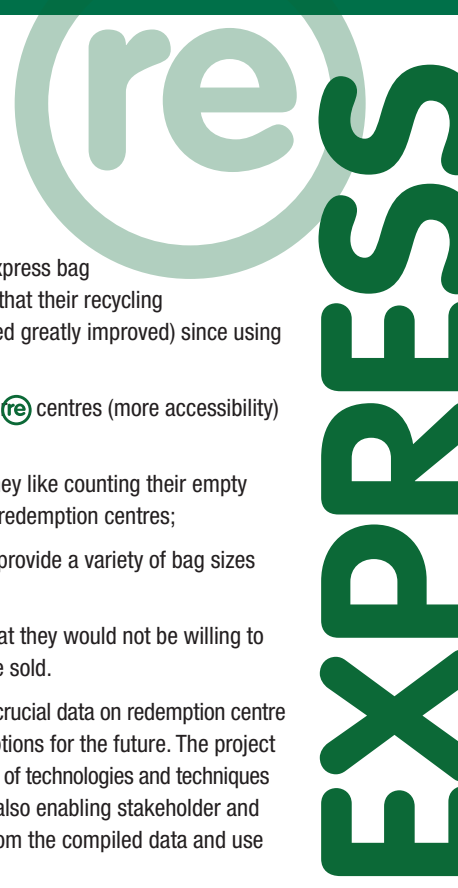 re
EXPRESS
xpress bag
that their recycling
ed greatly improved) since using
re centres (more accessibility)
ey like counting their empty
redemption centres;
provide a variety of bag sizes
at they would not be willing to
e sold.
crucial data on redemption centre
otions for the future. The project
of technologies and techniques
also enabling stakeholder and
om the compiled data and use